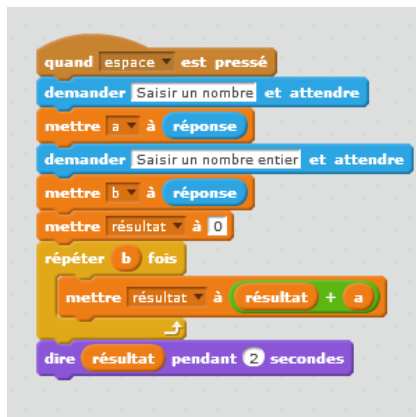 quand espace est pressé
demander Saisir un nombre et attendre
mettre a à réponse
demander Saisir un nombre entier et attendre
mettre b à réponse
mettre résultat à 0
répéter b fois
mettre résultat à résultat + a
dire résultat pendant 2 secondes